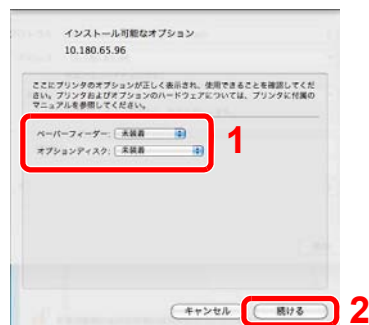 インストール可能なオプション
10.180.65.96
ここにプリンタのオプションが正しく表示され、使用できることを確認してくだ
さい。プリンタおよびオプションのハードウェアについては、プリンタに付属の
マニュアルを参照してください。
ペーパーフィーダー: 未装着
1
オプションディスク: 未装着
キャンセル 続ける 2